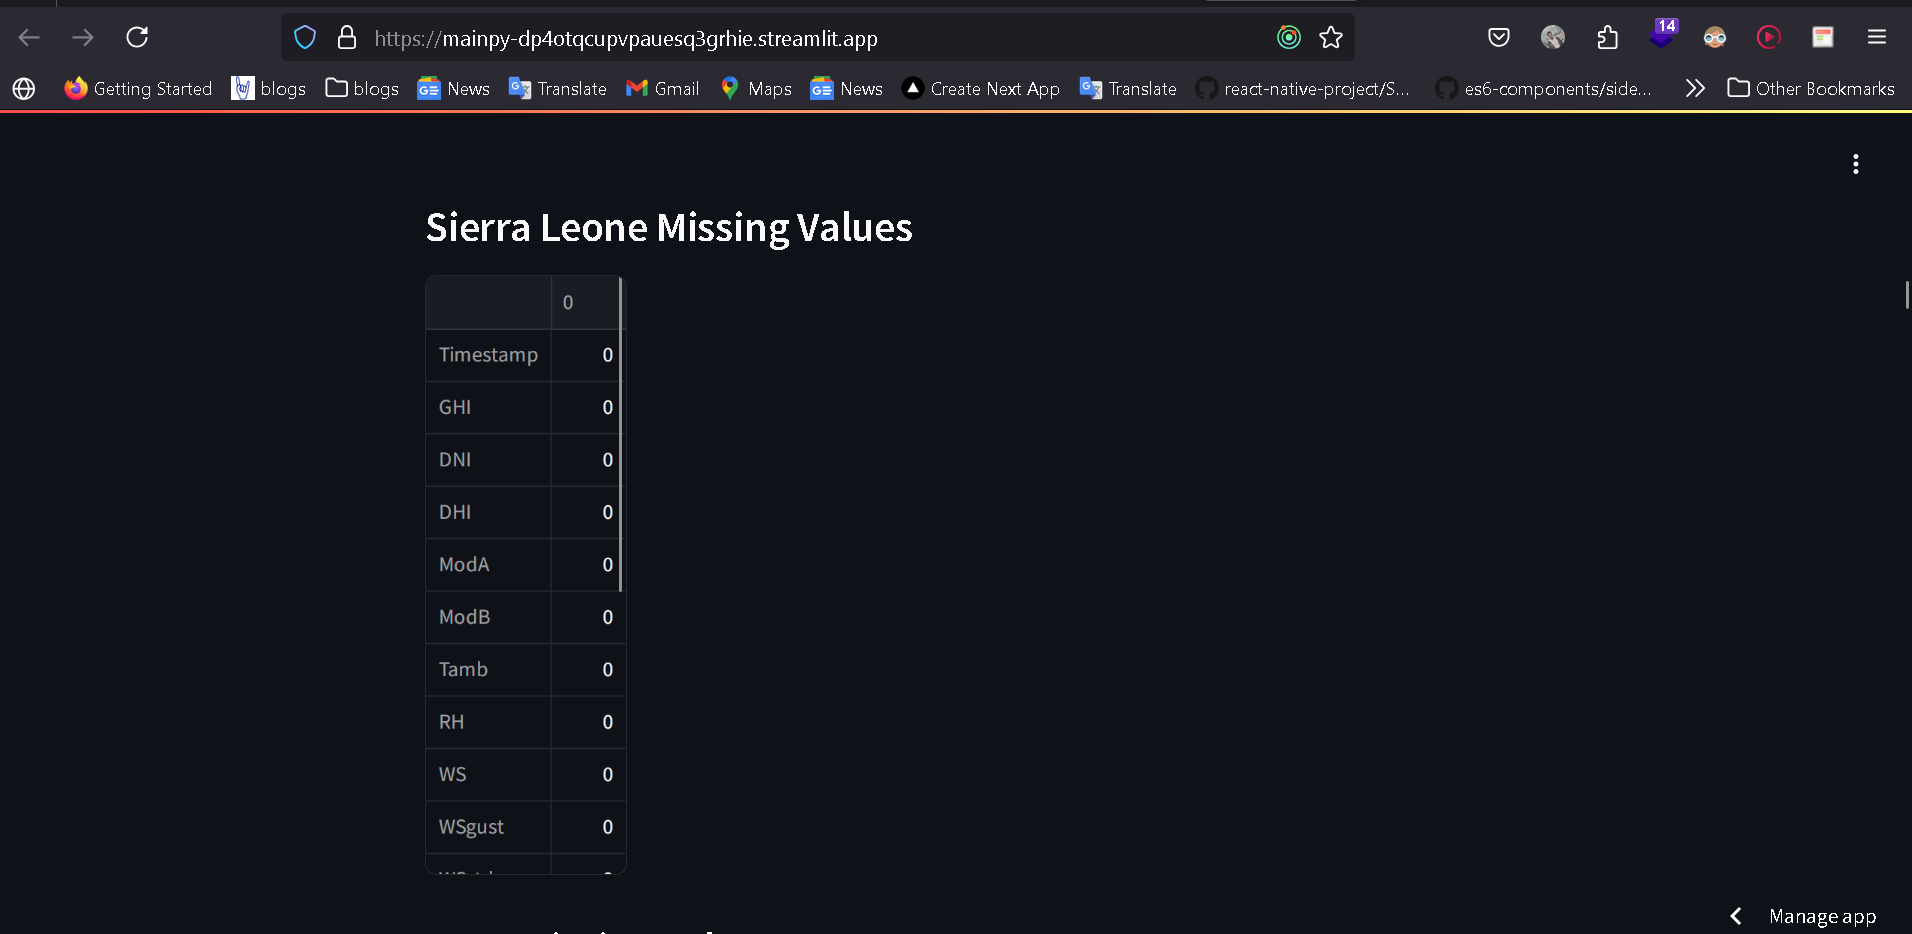 https://mainpy-dp4otqcupvpauesq3grhie.streamlit.app
14
Getting Started blogs blogs News Translate Gmail Maps News Create Next App Translate react-native-project/S... es6-components/side... Other Bookmarks
Sierra Leone Missing Values
0
Timestamp 0
GHI 0
DNI 0
DHI 0
ModA 0
ModB 0
Tamb 0
RH 0
WS 0
WSgust 0
Manage app